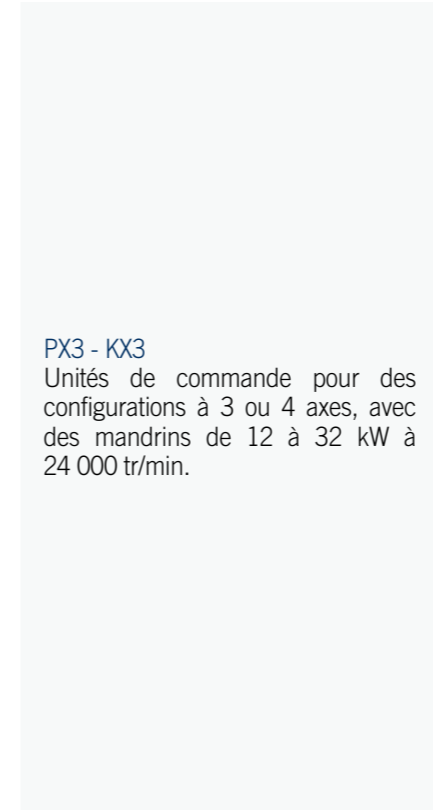 PX3 - KX3
Unités de commande pour des
configurations à 3 ou 4 axes, avec
des mandrins de 12 à 32 kW à
24 000 tr/min.